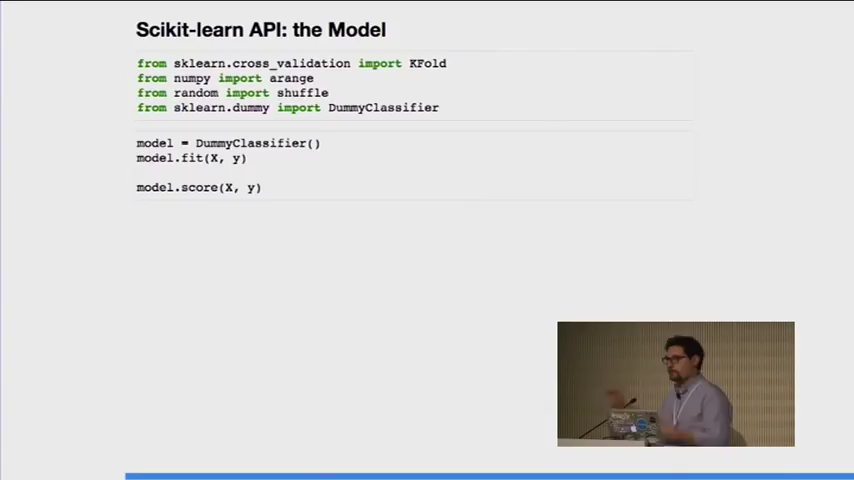 Scikit-learn API: the Model
from sklearn.cross_validation import KFold
from numpy import arange
from random import shuffle
from sklearn.dummy import DummyClassifier
model = DummyClassifier()
model.fit(X, y)
model.score(X, y)